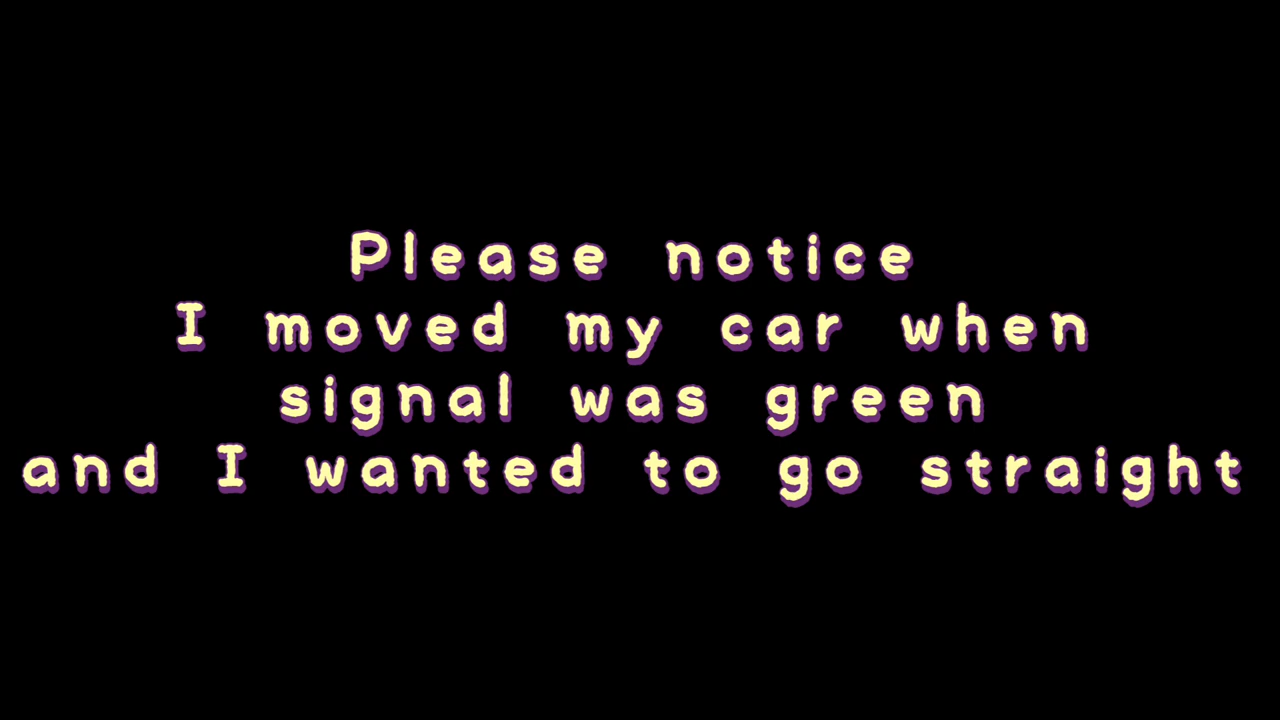 Please notice
I moved my car when
signal was green
and I wanted to go straight